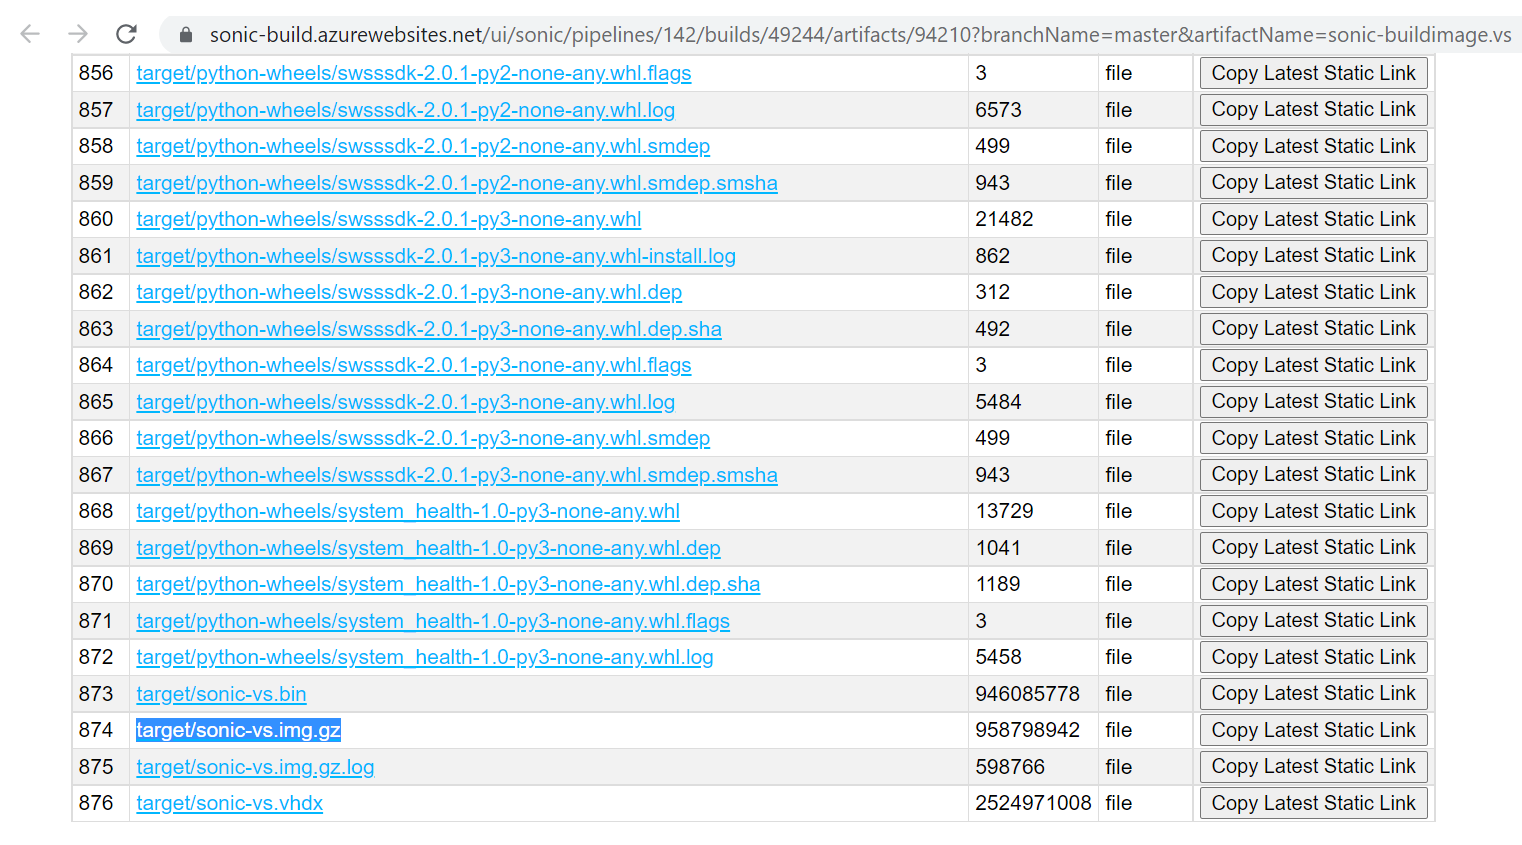 sonic-build.azurewebsites.net/ui/sonic/pipelines/142/builds/49244/artifacts/94210?branchName=master&artifactName=sonic-buildimage.vs
856 target/python-wheels/swsssdk-2.0.1-py2-none-any.whl.flags 3 file Copy Latest Static Link
857 target/python-wheels/swsssdk-2.0.1-py2-none-any.whl.log 6573 file Copy Latest Static Link
858 target/python-wheels/swsssdk-2.0.1-py2-none-any.whl.smdep 499 file Copy Latest Static Link
859 target/python-wheels/swsssdk-2.0.1-py2-none-any.whl.smdep.smsha 943 file Copy Latest Static Link
860 target/python-wheels/swsssdk-2.0.1-py3-none-any.whl 21482 file Copy Latest Static Link
861 target/python-wheels/swsssdk-2.0.1-py3-none-any.whl-install.log 862 file Copy Latest Static Link
862 target/python-wheels/swsssdk-2.0.1-py3-none-any.whl.dep 312 file Copy Latest Static Link
863 target/python-wheels/swsssdk-2.0.1-py3-none-any.whl.dep.sha 492 file Copy Latest Static Link
864 target/python-wheels/swsssdk-2.0.1-py3-none-any.whl.flags 3 file Copy Latest Static Link
865 target/python-wheels/swsssdk-2.0.1-py3-none-any.whl.log 5484 file Copy Latest Static Link
866 target/python-wheels/swsssdk-2.0.1-py3-none-any.whl.smdep 499 file Copy Latest Static Link
867 target/python-wheels/swsssdk-2.0.1-py3-none-any.whl.smdep.smsha 943 file Copy Latest Static Link
868 target/python-wheels/system_health-1.0-py3-none-any.whl 13729 file Copy Latest Static Link
869 target/python-wheels/system_health-1.0-py3-none-any.whl.dep 1041 file Copy Latest Static Link
870 target/python-wheels/system_health-1.0-py3-none-any.whl.dep.sha 1189 file Copy Latest Static Link
871 target/python-wheels/system_health-1.0-py3-none-any.whl.flags 3 file Copy Latest Static Link
872 target/python-wheels/system_health-1.0-py3-none-any.whl.log 5458 file Copy Latest Static Link
873 target/sonic-vs.bin 946085778 file Copy Latest Static Link
874 target/sonic-vs.img.gz 958798942 file Copy Latest Static Link
875 target/sonic-vs.img.gz.log 598766 file Copy Latest Static Link
876 target/sonic-vs.vhdx 2524971008 file Copy Latest Static Link